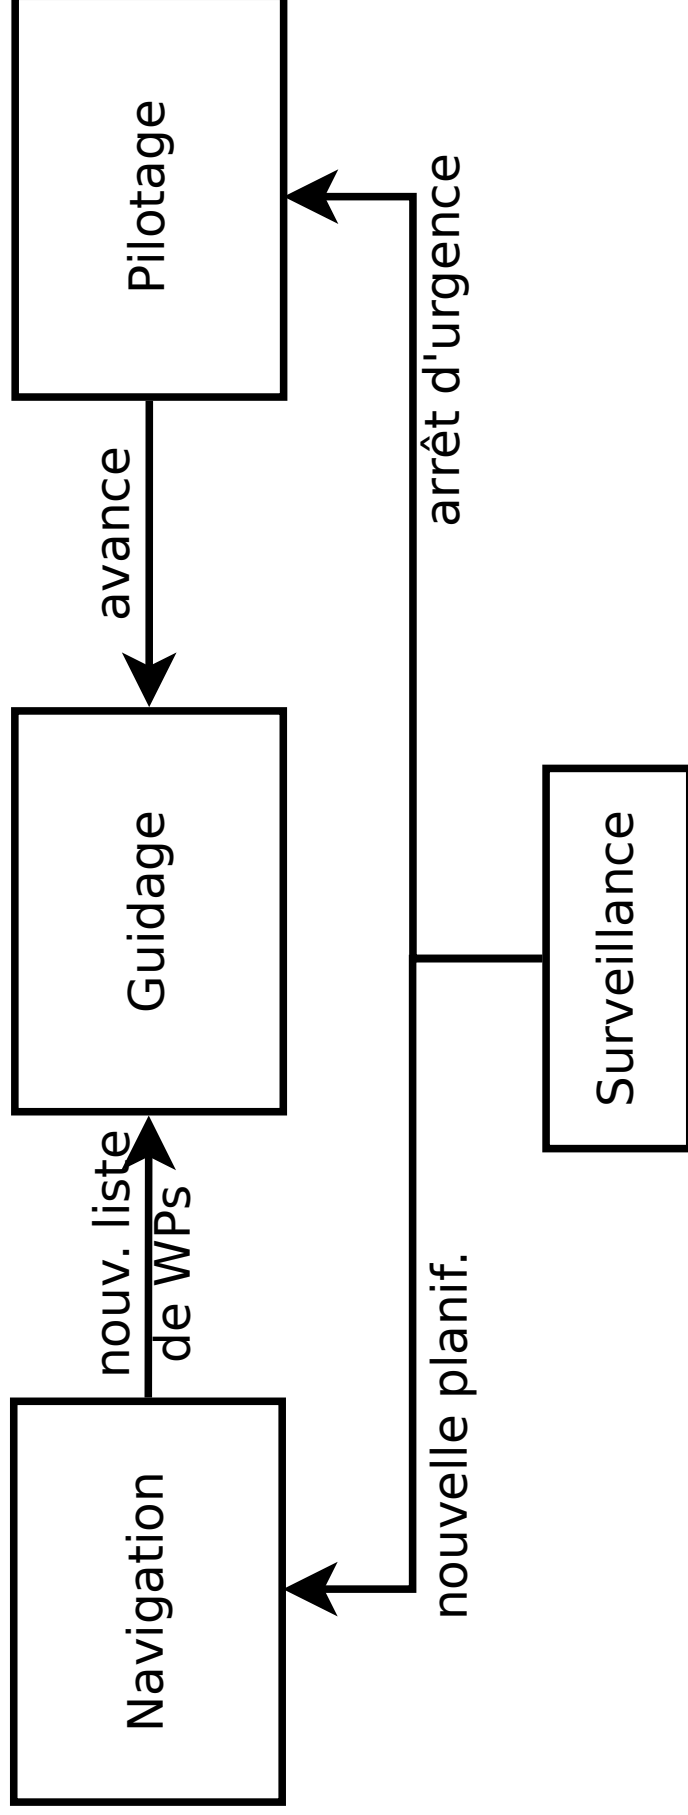 Navigation
nouv. liste
de WPs
Guidage
avance
Pilotage
nouvelle planif.
arrêt d'urgence
Surveillance